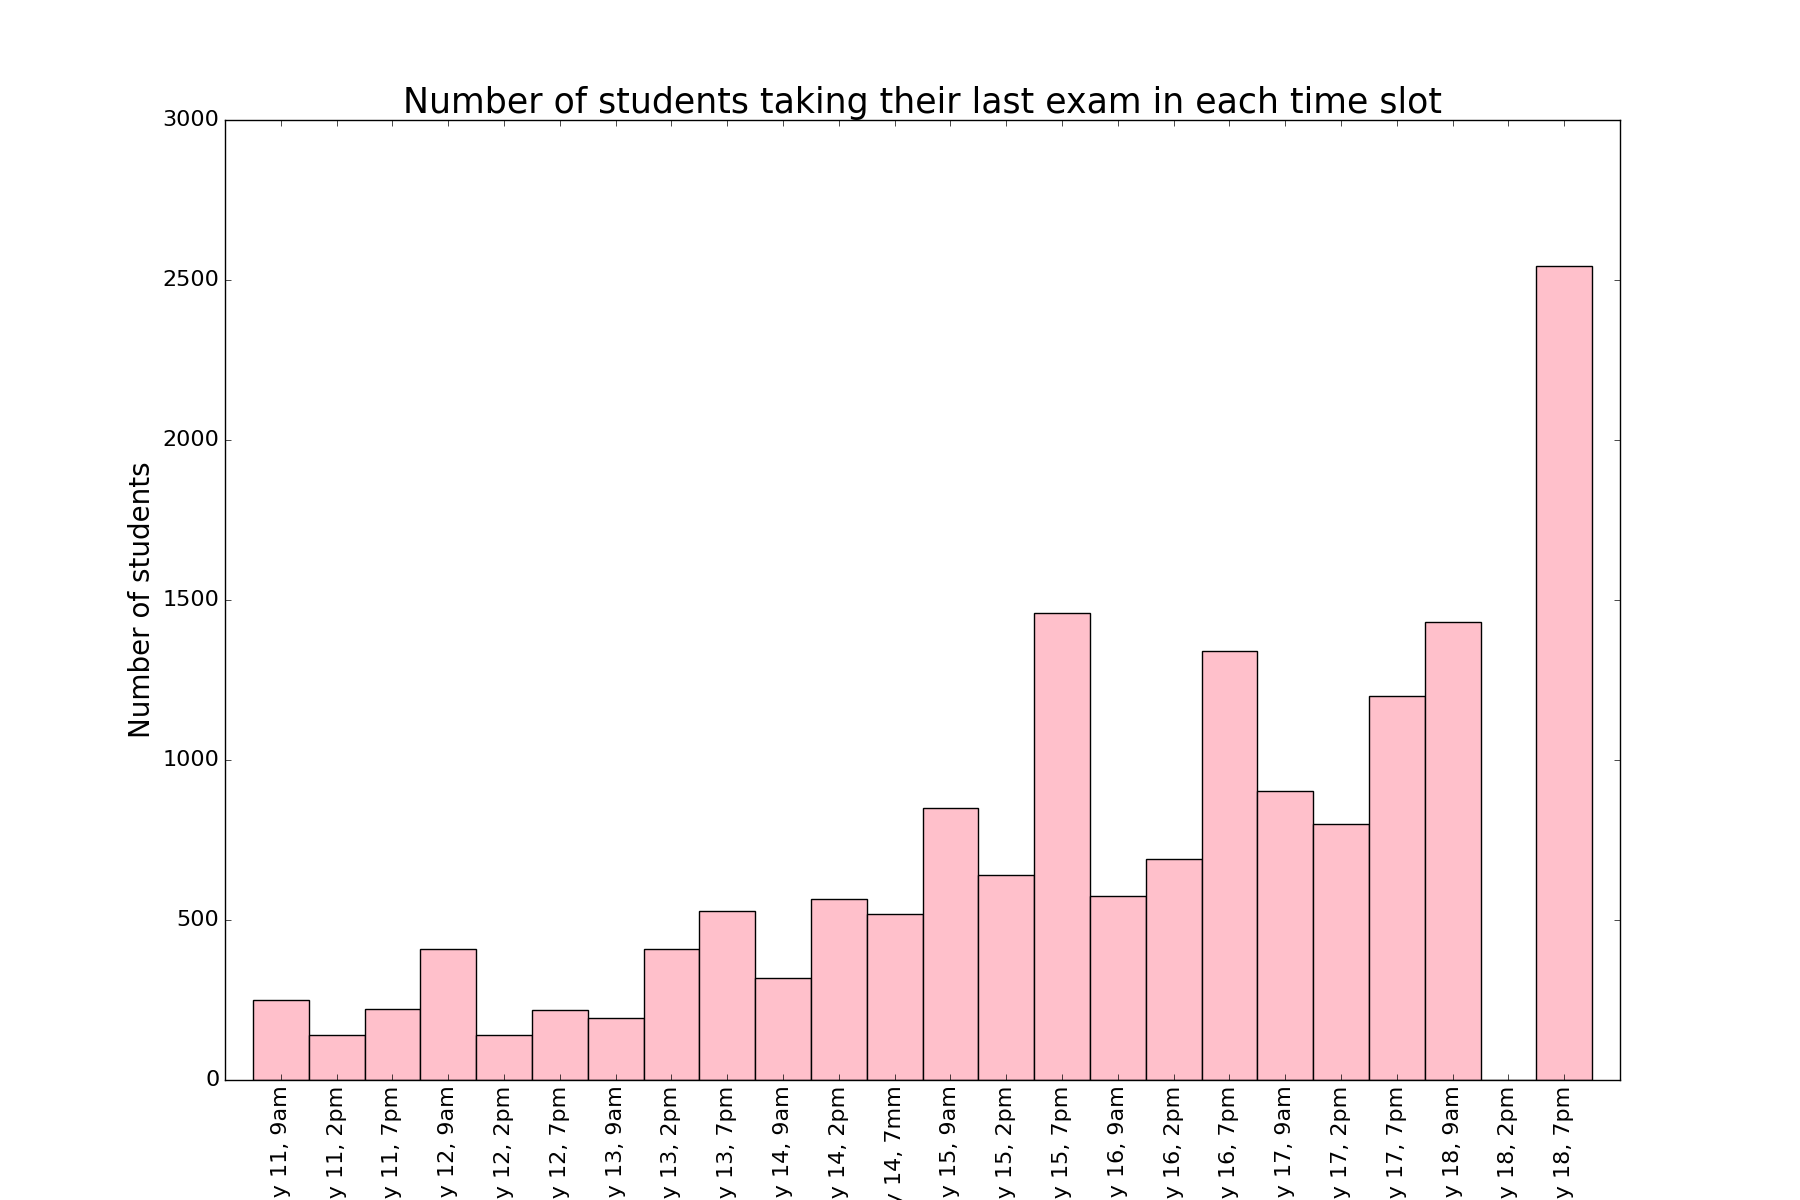 Number of students taking their last exam in each time slot
3000
2500
2000
1500
1000
500
0
Number of students
y 11, 9am
y 11, 2pm
y 11, 7pm
y 12, 9am
y 12, 2pm
y 12, 7pm
y 13, 9am
y 13, 2pm
y 13, 7pm
y 14, 9am
y 14, 2pm
y 14, 7mm
y 15, 9am
y 15, 2pm
y 15, 7pm
y 16, 9am
y 16, 2pm
y 16, 7pm
y 17, 9am
y 17, 2pm
y 17, 7pm
y 18, 9am
y 18, 2pm
y 18, 7pm